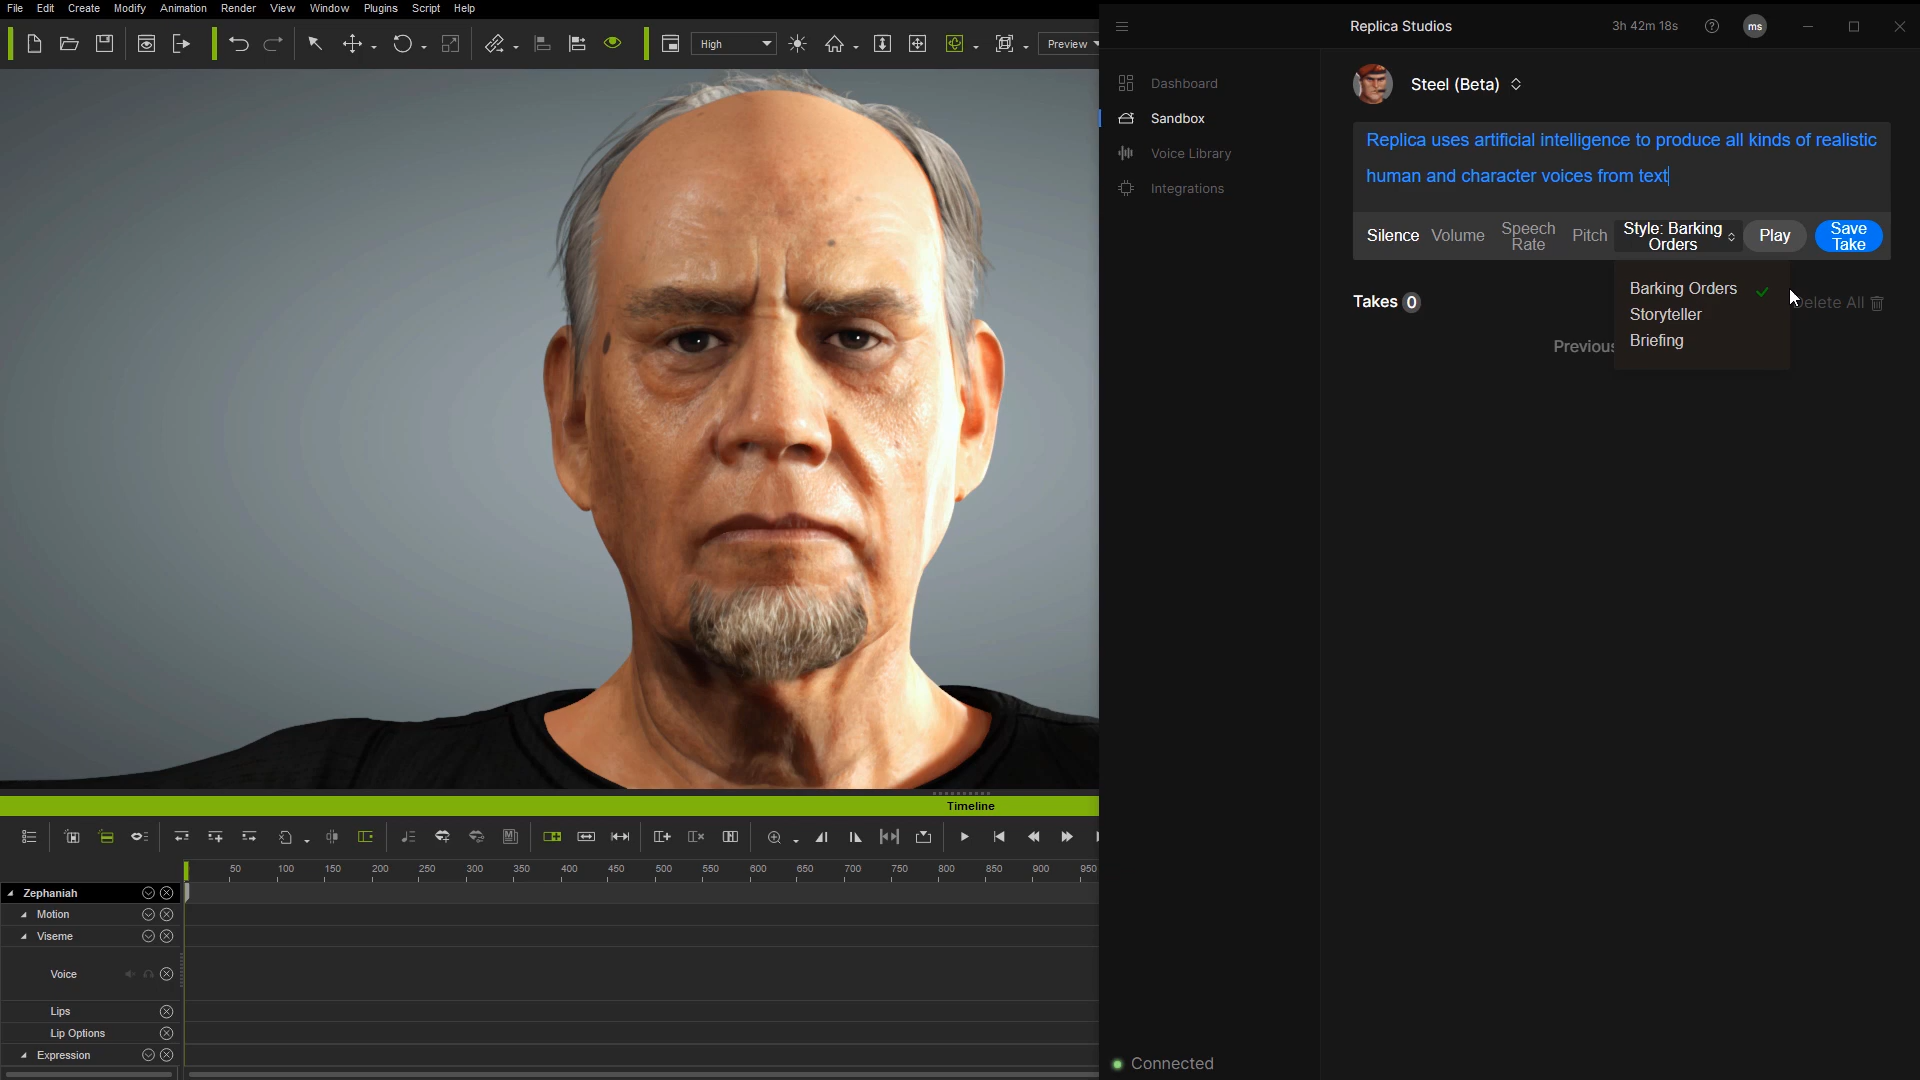 File Edit Create Modify Animation Render View Window Plugins Script Help
High
Preview
Replica Studios
3h 42m 18s
ms
Dashboard
Sandbox
Voice Library
Integrations
Steel (Beta)
Replica uses artificial intelligence to produce all kinds of realistic
human and character voices from text
Silence Volume Speech Rate Pitch Style: Barking Orders Play Save Take
Takes 0
elete All
Barking Orders
Storyteller
Briefing
Previous
Timeline
50 100 150 200 250 300 350 400 450 500 550 600 650 700 750 800 850 900 950
Zephaniah
Motion
Viseme
Voice
Lips
Lip Options
Expression
Connected